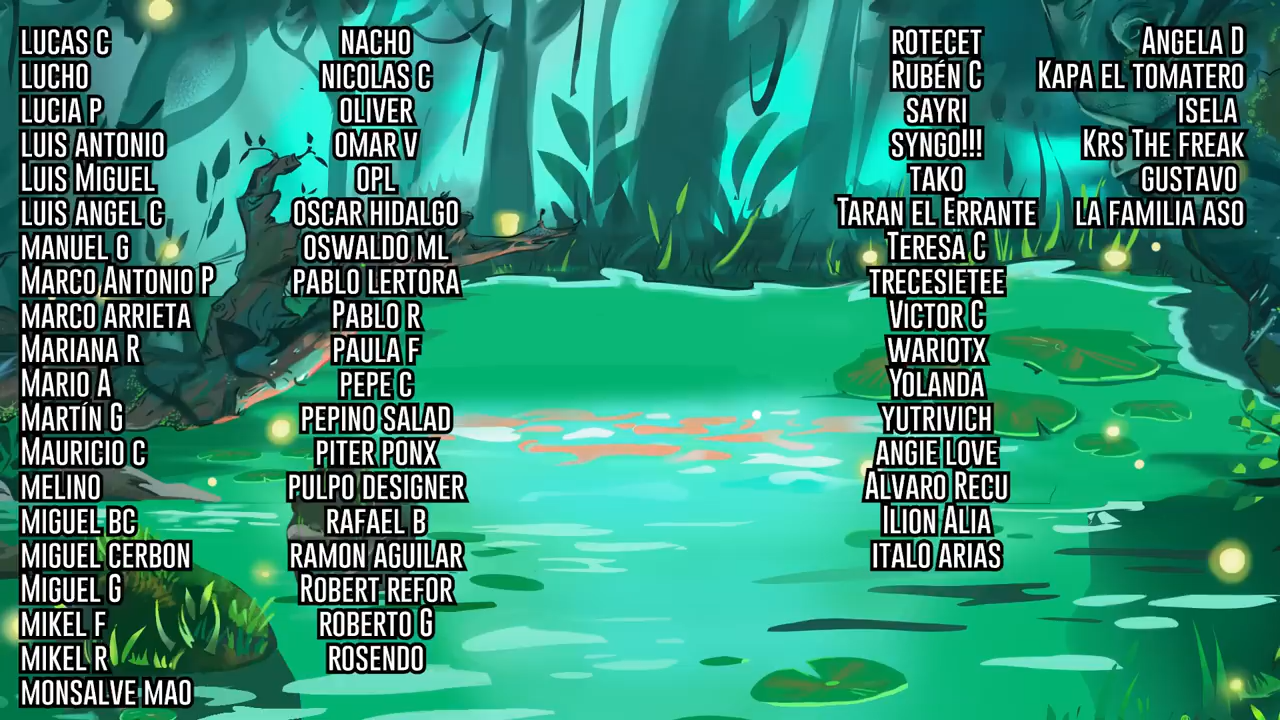 LUCAS C
LUCHO
LUCIA P
LUIS ANTONIO
LUIS MIGUEL
LUIS ANGEL C
MANUEL G
MARCO ANTONIO P
MARCO ARRIETA
MARIANA R
MARIO A
MARTÍN G
MAURICIO C
MELINO
MIGUEL BC
MIGUEL CERBON
MIGUEL G
MIKEL F
MIKEL R
MONSALVE MAO
NACHO
NICOLAS C
OLIVER
OMAR V
OPL
OSCAR HIDALGO
OSWALDO ML
PABLO LERTORA
PABLO R
PAULA F
PEPE C
PEPINO SALAD
PITER PONX
PULPO DESIGNER
RAFAEL B
RAMON AGUILAR
ROBERT REFOR
ROBERTO G
ROSENDO
ROTECET
RUBÉN C
SAYRI
SYNGO!!!
TAKO
TARAN EL ERRANTE
TERESA C
TRECESIETEE
VICTOR C
WARIOTX
YOLANDA
YUTRIVICH
ANGIE LOVE
ALVARO RECU
ILION ALIA
ITALO ARIAS
ANGELA D
KAPA EL TOMATERO
ISELA
KRS THE FREAK
GUSTAVO
LA FAMILIA ASO